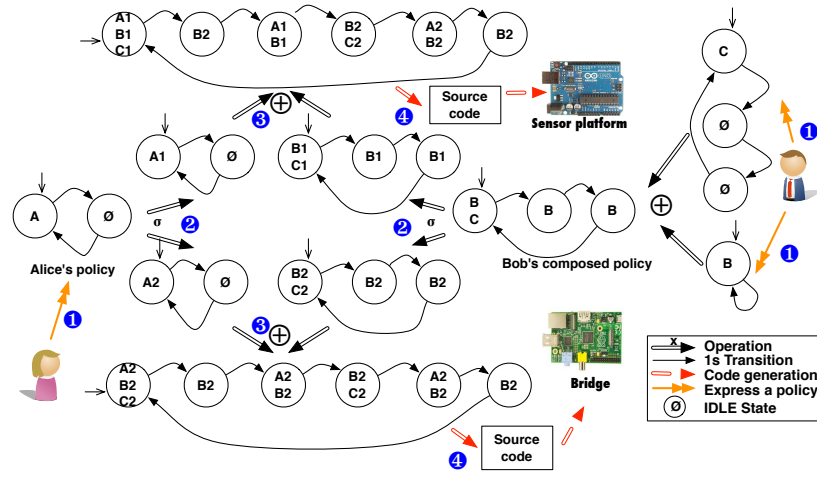 A1
B1
C1
B2
A1
B1
B2
C2
A2
B2
B2
3
⊕
4
Source
code
Sensor platform
C
Ø
Ø
1
A1
Ø
B1
C1
B1
B1
A
Ø
σ
2
2
σ
B
C
B
B
⊕
B
1
Alice's policy
Bob's composed policy
A2
Ø
B2
C2
B2
B2
1
3
⊕
A2
B2
C2
B2
A2
B2
B2
C2
A2
B2
B2
Bridge
4
Source
code
x
Operation
1s Transition
Code generation
Express a policy
Ø
IDLE State